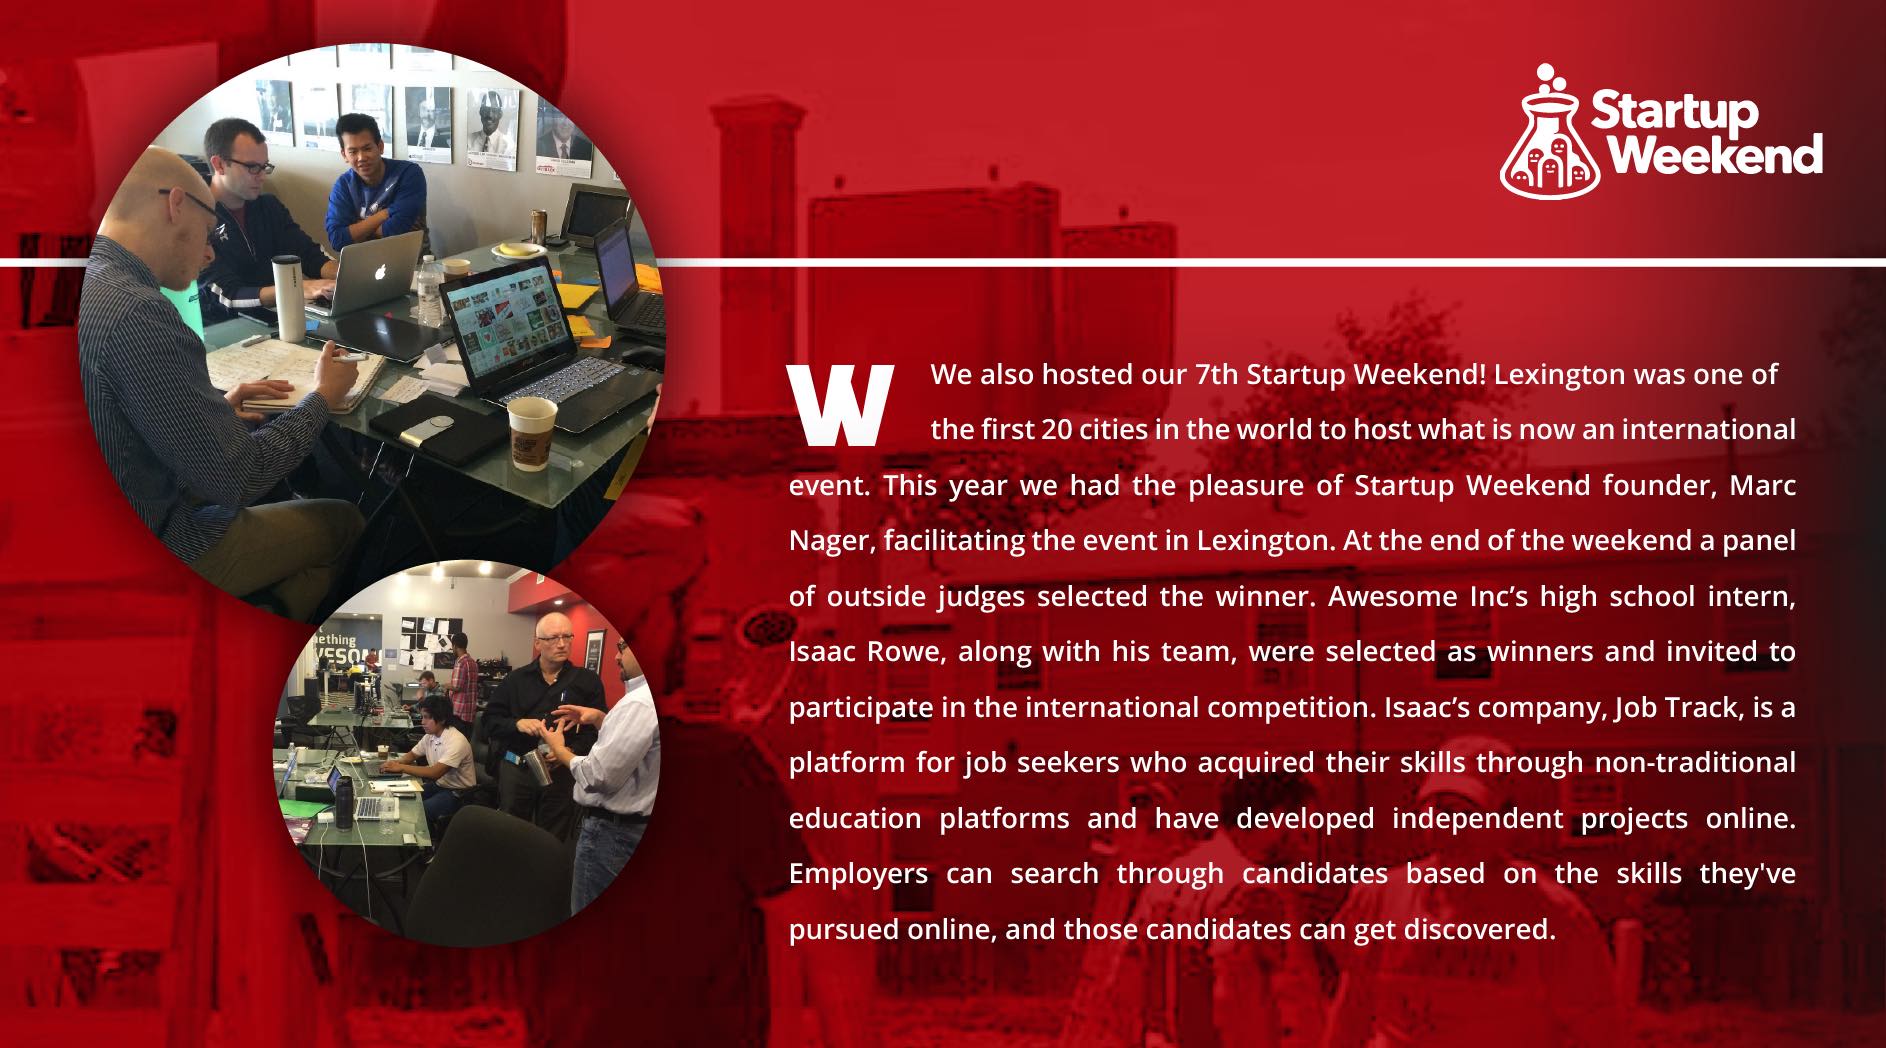 Startup
Weekend
W
We also hosted our 7th Startup Weekend! Lexington was one of
the first 20 cities in the world to host what is now an international
event. This year we had the pleasure of Startup Weekend founder, Marc
Nager, facilitating the event in Lexington. At the end of the weekend a panel
of outside judges selected the winner. Awesome Inc’s high school intern,
Isaac Rowe, along with his team, were selected as winners and invited to
participate in the international competition. Isaac’s company, Job Track, is a
platform for job seekers who acquired their skills through non-traditional
education platforms and have developed independent projects online.
Employers can search through candidates based on the skills they've
pursued online, and those candidates can get discovered.